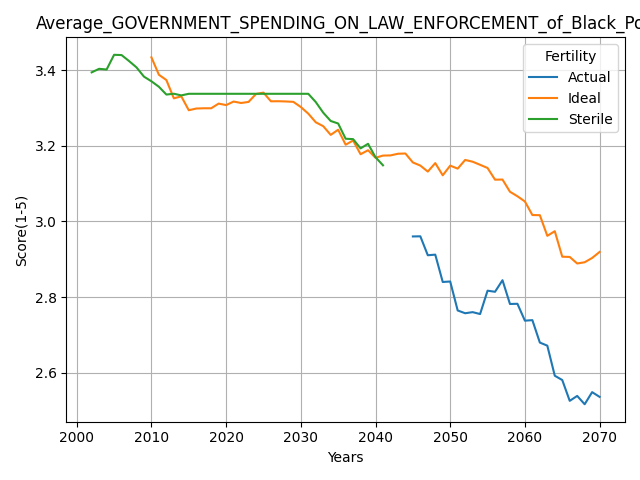 Average_GOVERNMENT_SPENDING_ON_LAW_ENFORCEMENT_of_Black_Po
Fertility
Actual
Ideal
Sterile
Score(1-5)
3.4
3.2
3.0
2.8
2.6
2000 2010 2020 2030 2040 2050 2060 2070
Years